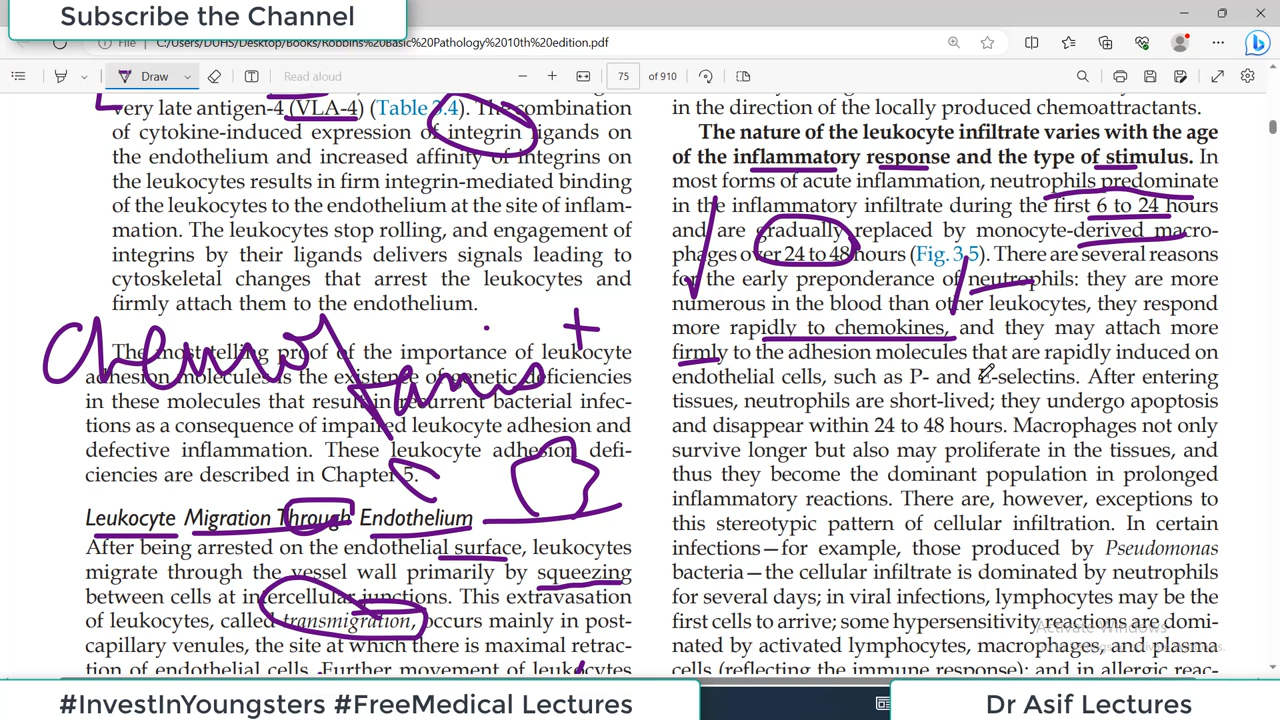 Subscribe the Channel
File
C:/Users/DUHS/Desktop/Books/Robbins%20Basic%20Pathology%2010th%20edition.pdf
Draw
Read aloud
75 of 910
very late antigen-4 (VLA-4) (Table 3.4). The combination
of cytokine-induced expression of integrin ligands on
the endothelium and increased affinity of integrins on
the leukocytes results in firm integrin-mediated binding
of the leukocytes to the endothelium at the site of inflam-
mation. The leukocytes stop rolling, and engagement of
integrins by their ligands delivers signals leading to
cytoskeletal changes that arrest the leukocytes and
firmly attach them to the endothelium.
The most telling proof of the importance of leukocyte
adhesion molecules is the existence of genetic deficiencies
in these molecules that result in recurrent bacterial infec-
tions as a consequence of impaired leukocyte adhesion and
defective inflammation. These leukocyte adhesion defi-
ciencies are described in Chapter 5.
Leukocyte Migration Through Endothelium
After being arrested on the endothelial surface, leukocytes
migrate through the vessel wall primarily by squeezing
between cells at intercellular junctions. This extravasation
of leukocytes, called transmigration, occurs mainly in post-
capillary venules, the site at which there is maximal retrac-
tion of endothelial cells. Further movement of leukocytes
in the direction of the locally produced chemoattractants.
The nature of the leukocyte infiltrate varies with the age
of the inflammatory response and the type of stimulus. In
most forms of acute inflammation, neutrophils predominate
in the inflammatory infiltrate during the first 6 to 24 hours
and are gradually replaced by monocyte-derived macro-
phages over 24 to 48 hours (Fig. 3.5). There are several reasons
for the early preponderance of neutrophils: they are more
numerous in the blood than other leukocytes, they respond
more rapidly to chemokines, and they may attach more
firmly to the adhesion molecules that are rapidly induced on
endothelial cells, such as P- and E-selectins. After entering
tissues, neutrophils are short-lived; they undergo apoptosis
and disappear within 24 to 48 hours. Macrophages not only
survive longer but also may proliferate in the tissues, and
thus they become the dominant population in prolonged
inflammatory reactions. There are, however, exceptions to
this stereotypic pattern of cellular infiltration. In certain
infections—for example, those produced by Pseudomonas
bacteria—the cellular infiltrate is dominated by neutrophils
for several days; in viral infections, lymphocytes may be the
first cells to arrive; some hypersensitivity reactions are domi-
nated by activated lymphocytes, macrophages, and plasma
cells (reflecting the immune response); and in allergic reac-
Activate Windows
#InvestInYoungsters #FreeMedical Lectures
Dr Asif Lectures